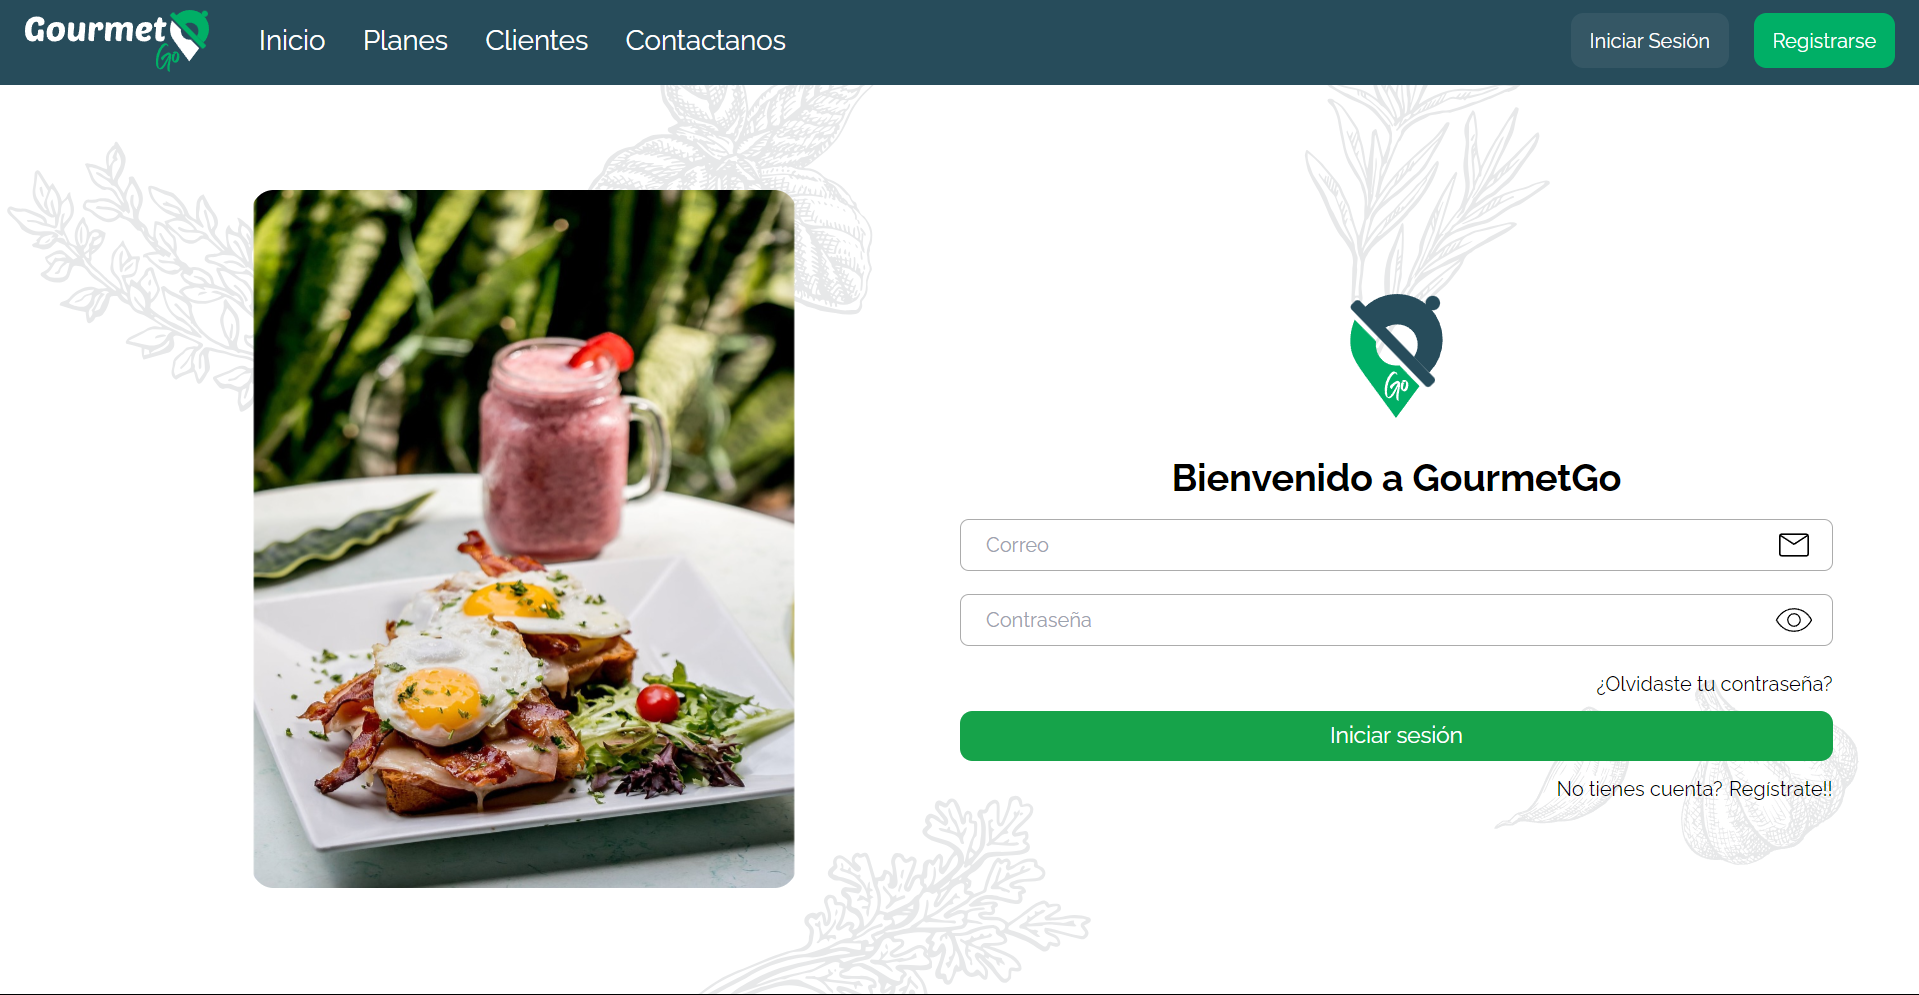 Gourmet
Go
Inicio
Planes
Clientes
Contactanos
Iniciar Sesión
Registrarse
Go
Bienvenido a GourmetGo
Correo
Contraseña
¿Olvidaste tu contraseña?
Iniciar sesión
No tienes cuenta? Regístrate!!